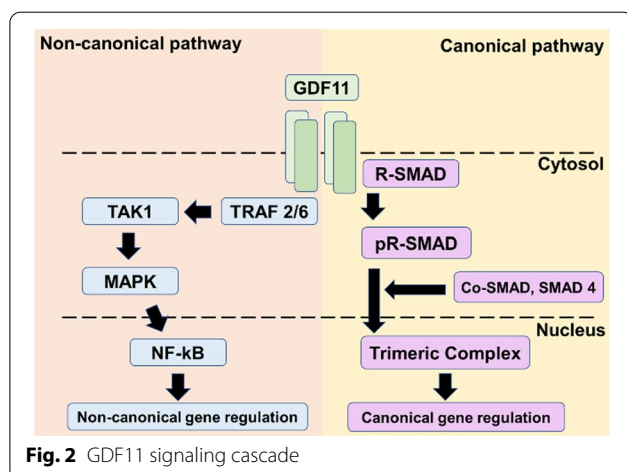 Non-canonical pathway
Canonical pathway
GDF11
Cytosol
R-SMAD
TAK1
TRAF 2/6
pR-SMAD
MAPK
Co-SMAD, SMAD 4
Nucleus
NF-kB
Trimeric Complex
Non-canonical gene regulation
Canonical gene regulation
Fig. 2 GDF11 signaling cascade